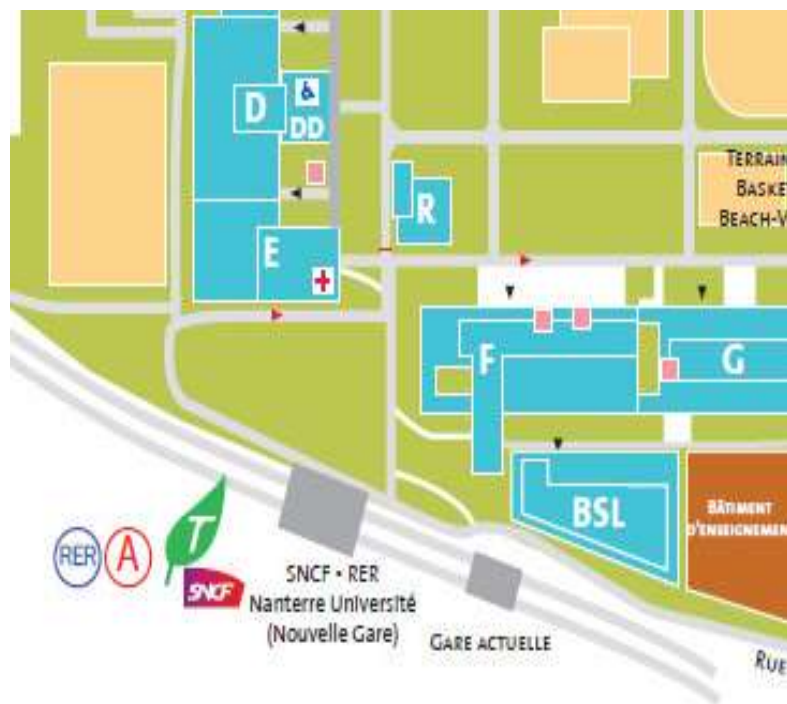 D
DD
R
TERRAIN
BASKE
BEACH-V
E
F
G
BSL
BÂTIMENT
D'ENSEIGNEMEN
RER
A
T
SNCF
SNCF • RER
Nanterre Université
(Nouvelle Gare)
GARE ACTUELLE
RUE